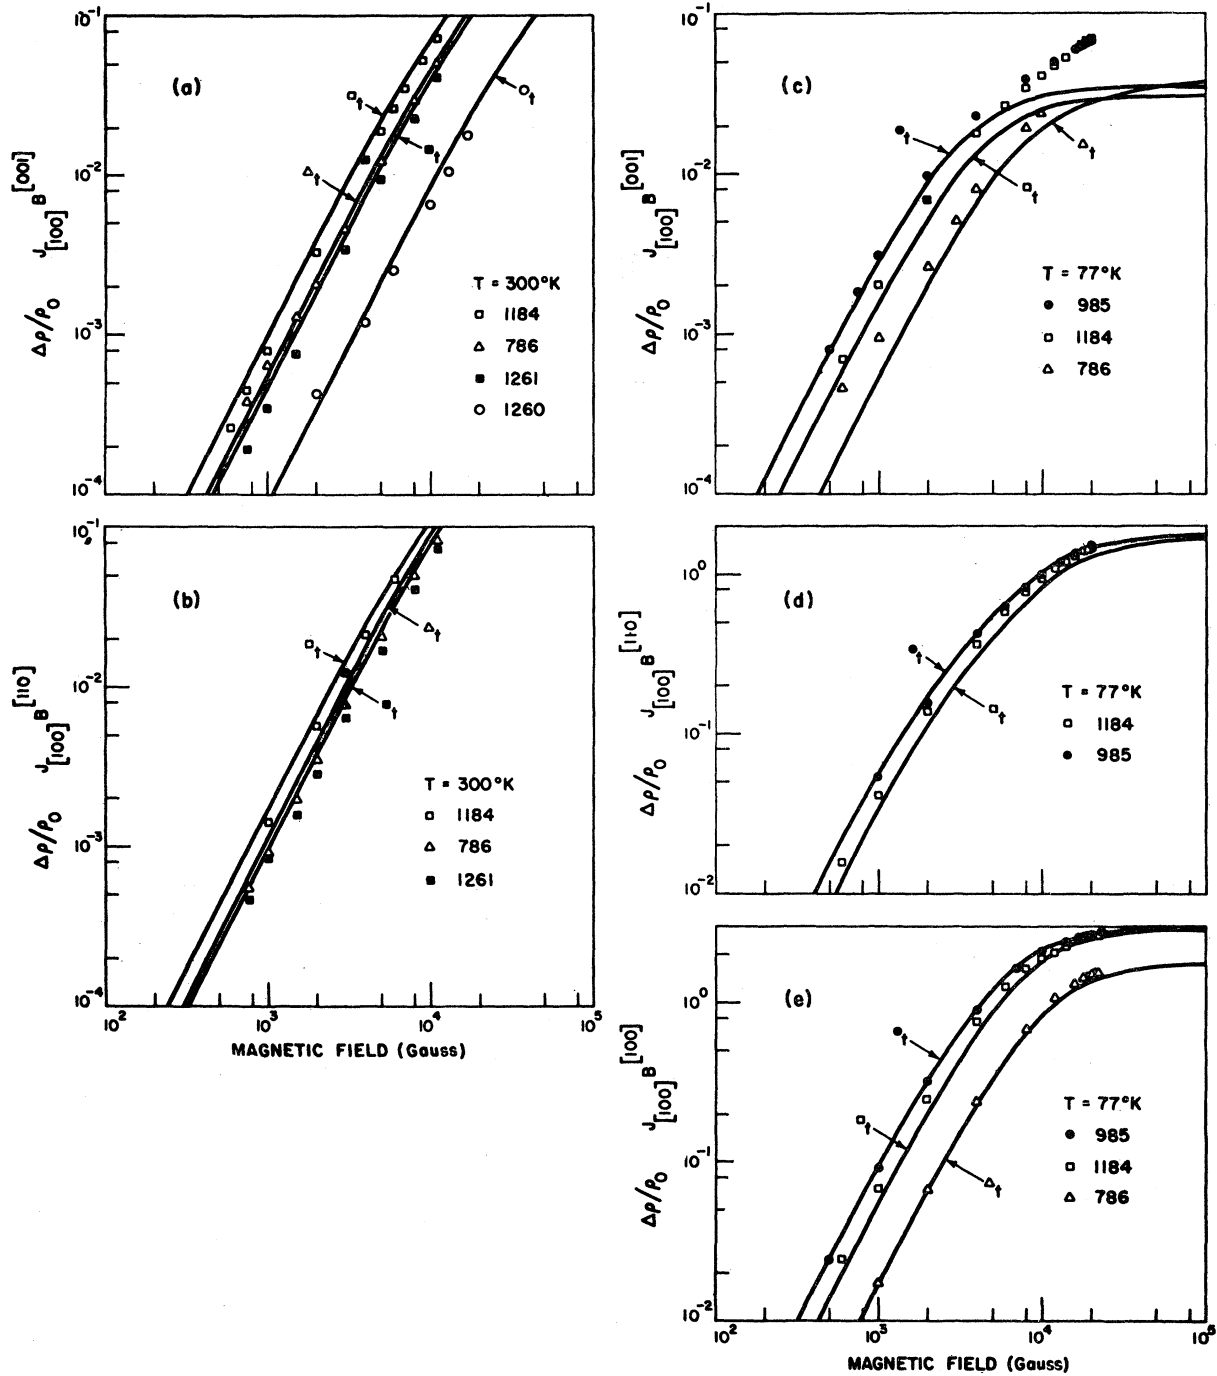 (a)
Δρ/ρ₀ J[100] B[001]
10⁻¹
10⁻²
10⁻³
10⁻⁴
□†
△†
■†
○†
T = 300°K
□ 1184
△ 786
■ 1261
○ 1260
(b)
Δρ/ρ₀ J[100] B[110]
10⁻¹
10⁻²
10⁻³
10⁻⁴
□†
△†
■†
T = 300°K
□ 1184
△ 786
■ 1261
10² 10³ 10⁴ 10⁵
MAGNETIC FIELD (Gauss)
(c)
Δρ/ρ₀ J[100] B[001]
10⁻¹
10⁻²
10⁻³
10⁻⁴
●†
□†
△†
T = 77°K
● 985
□ 1184
△ 786
(d)
Δρ/ρ₀ J[100] B[110]
10⁰
10⁻¹
10⁻²
●†
□†
T = 77°K
□ 1184
● 985
(e)
Δρ/ρ₀ J[100] B[100]
10⁰
10⁻¹
10⁻²
●†
□†
△†
T = 77°K
● 985
□ 1184
△ 786
10² 10³ 10⁴ 10⁵
MAGNETIC FIELD (Gauss)